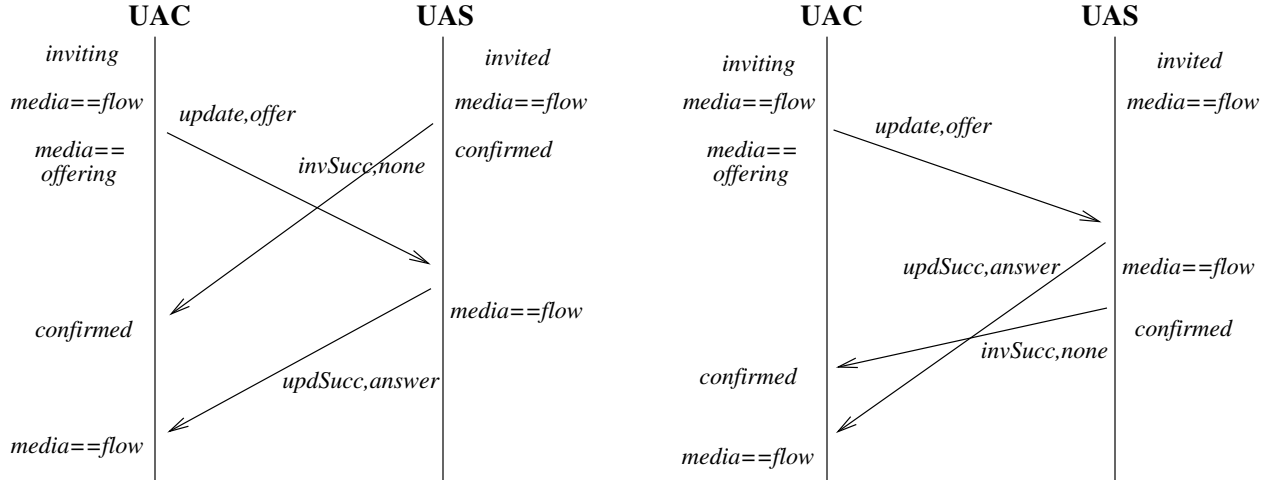 UAC
UAS
inviting
invited
media==flow
media==flow
update,offer
media==
offering
confirmed
invSucc,none
confirmed
media==flow
updSucc,answer
media==flow
UAC
UAS
inviting
invited
media==flow
media==flow
update,offer
media==
offering
updSucc,answer
media==flow
confirmed
invSucc,none
confirmed
media==flow